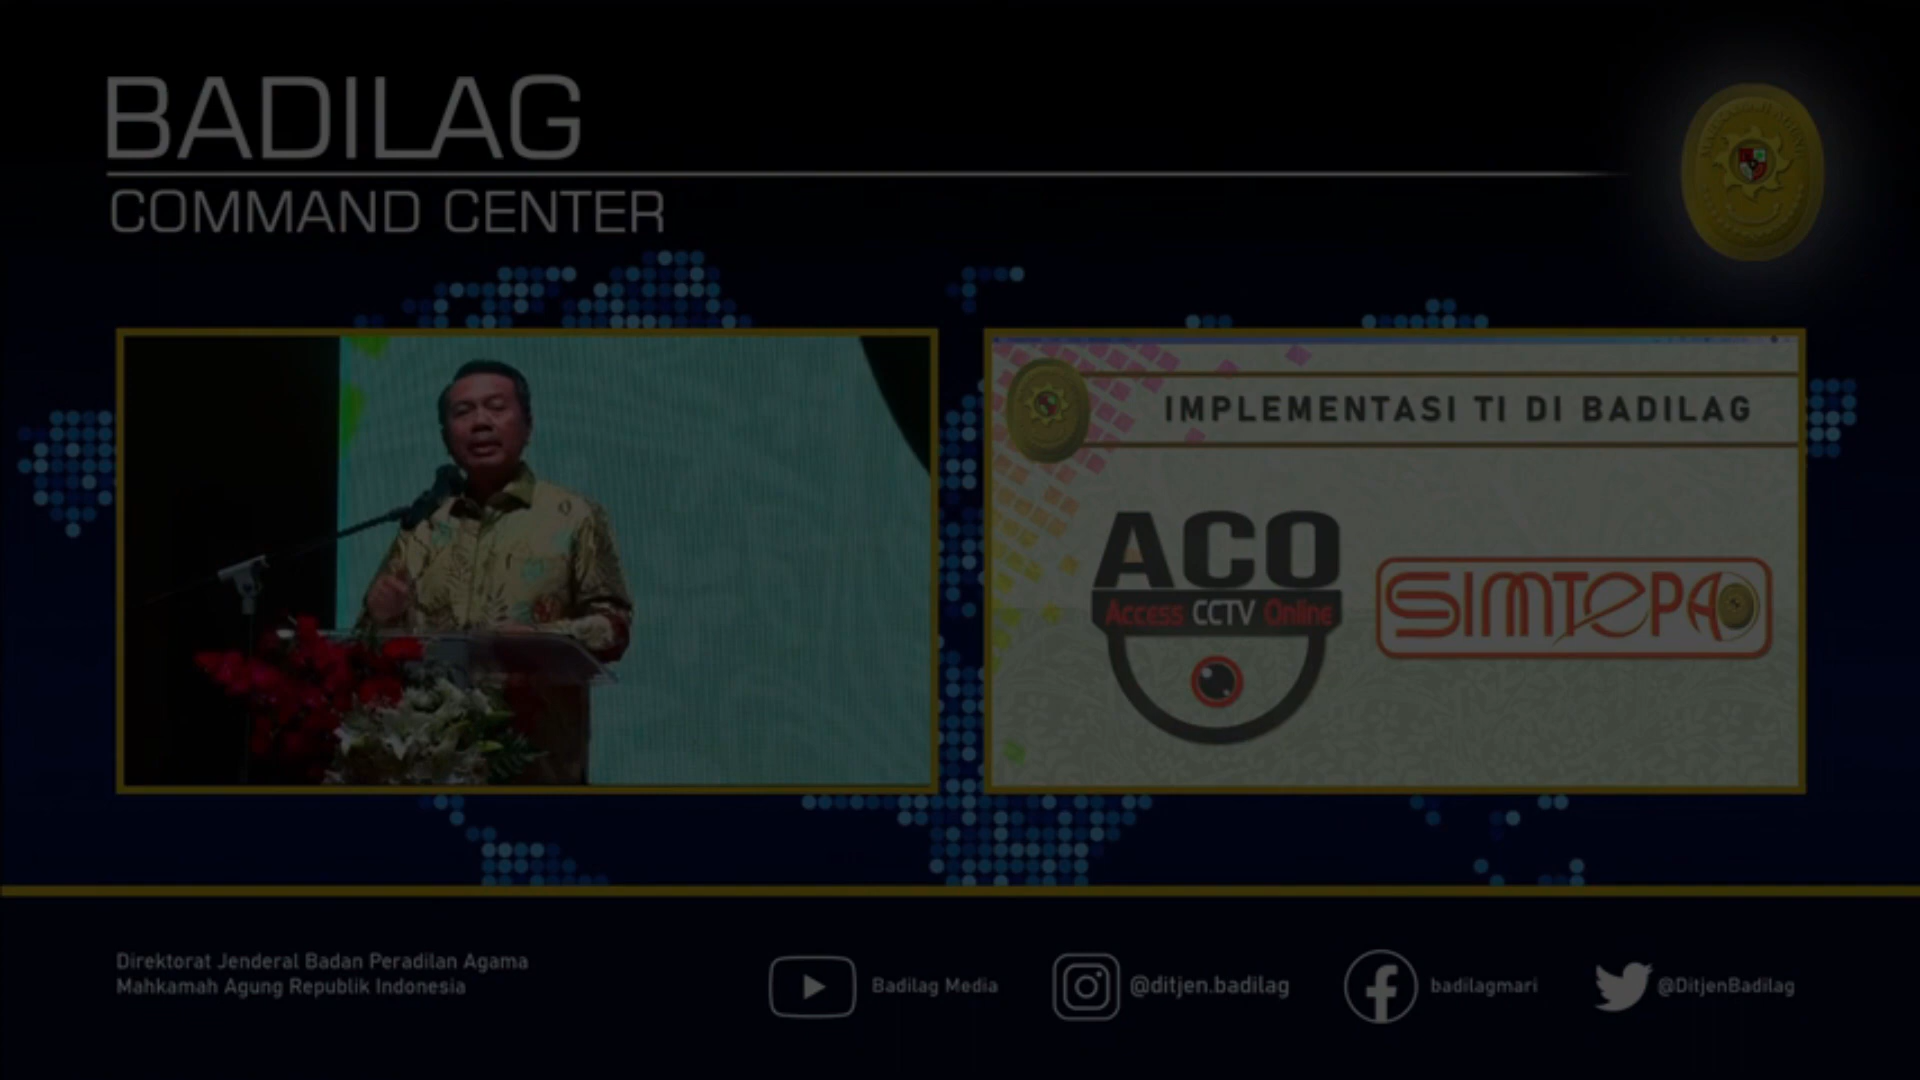 BADILAG
COMMAND CENTER
IMPLEMENTASI TI DI BADILAG
ACO
Access CCTV Online
SIMTEPA
Direktorat Jenderal Badan Peradilan Agama
Mahkamah Agung Republik Indonesia
Badilag Media
@ditjen.badilag
badilagmari
@DitjenBadilag